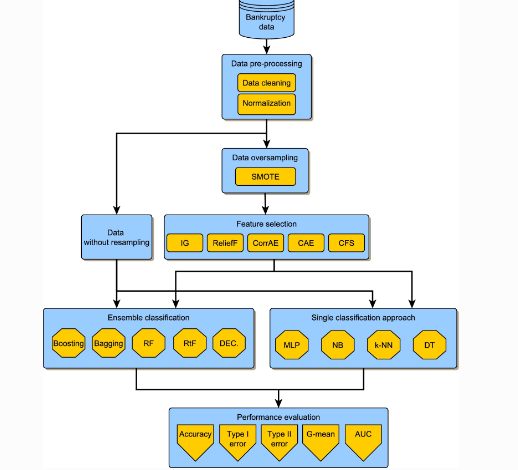 Bankruptcy
data
Data pre-processing
Data cleaning
Normalization
Data oversampling
SMOTE
Data
without resampling
Feature selection
IG
ReliefF
CorrAE
CAE
CFS
Ensemble classification
Boosting
Bagging
RF
RtF
DEC.
Single classification approach
MLP
NB
k-NN
DT
Performance evaluation
Accuracy
Type I
error
Type II
error
G-mean
AUC